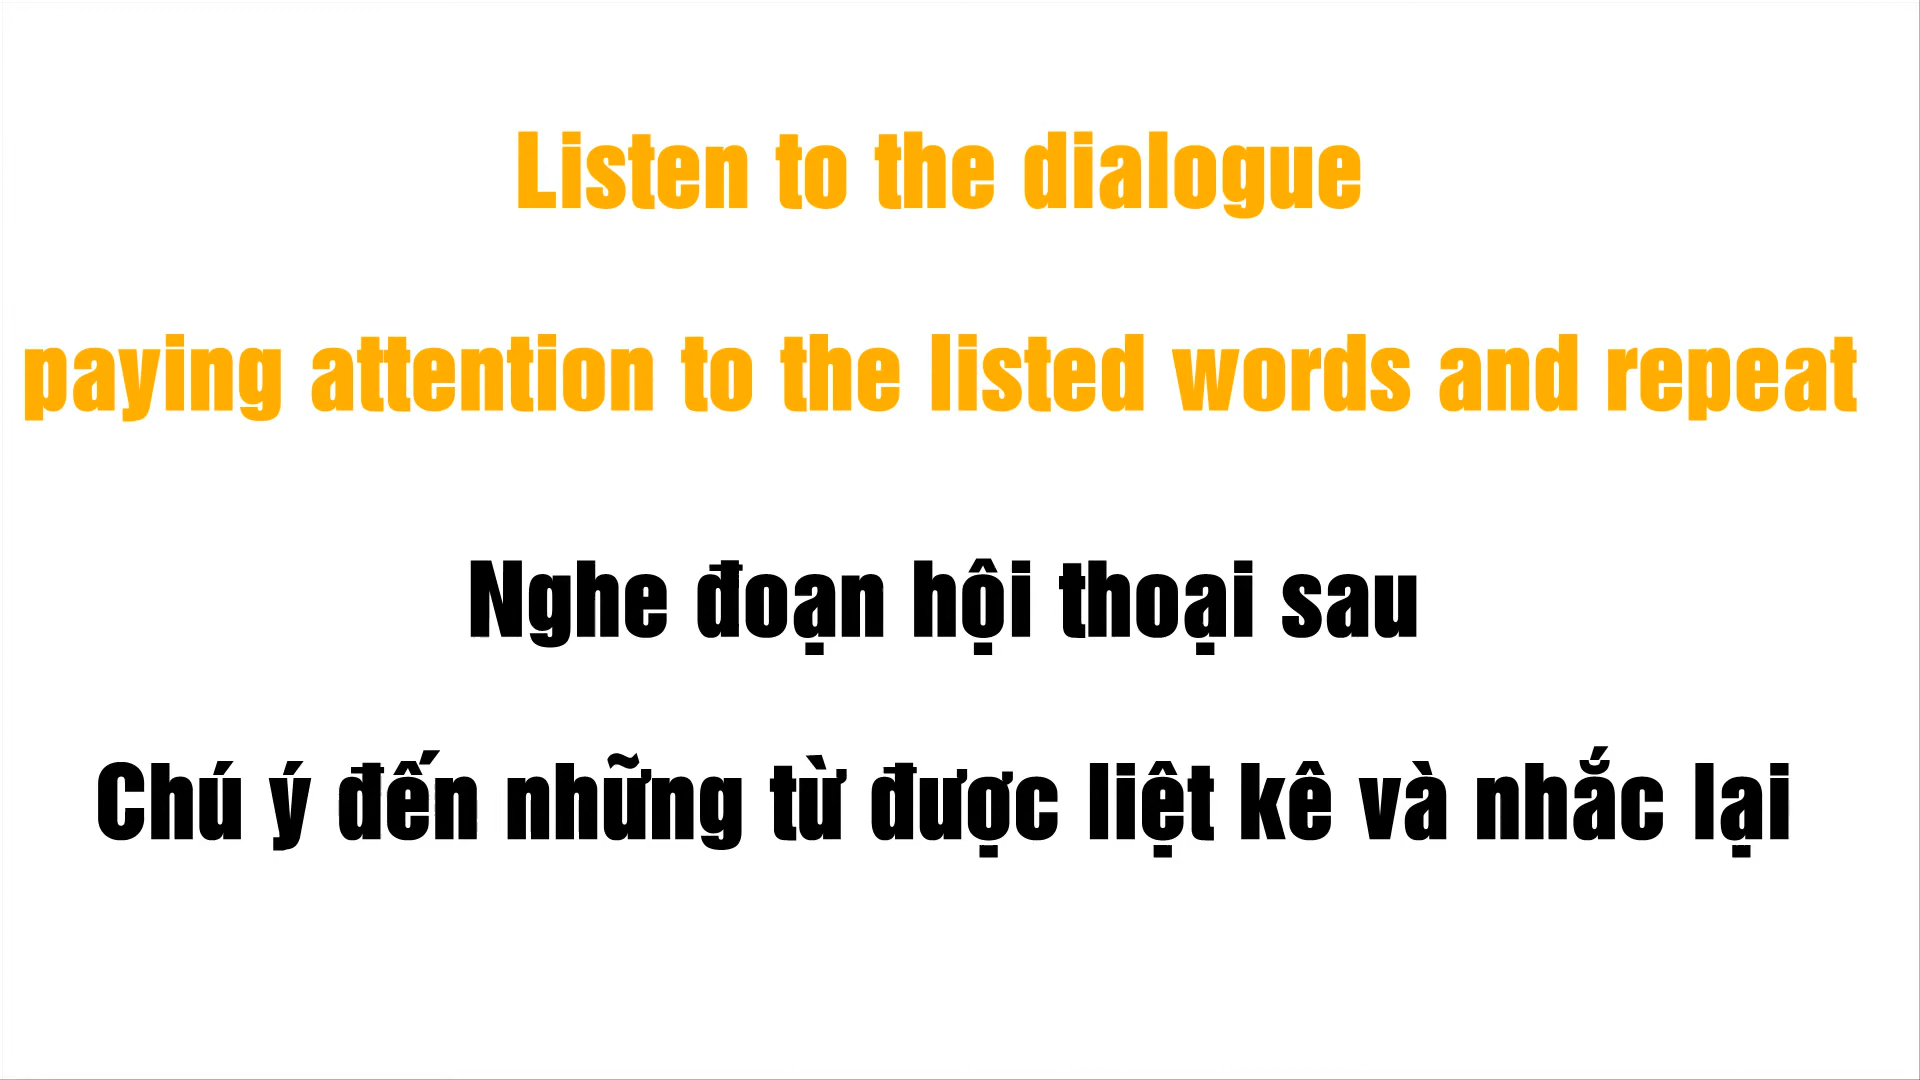 Listen to the dialogue
paying attention to the listed words and repeat
Nghe đoạn hội thoại sau
Chú ý đến những từ được liệt kê và nhắc lại